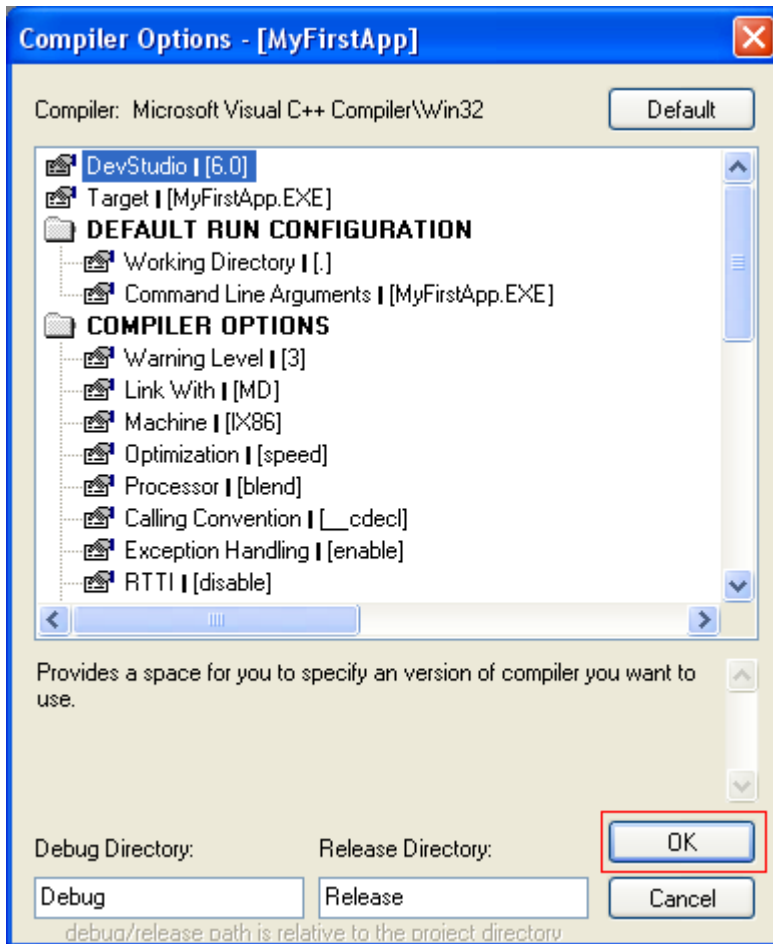 Compiler Options - [MyFirstApp]
Compiler: Microsoft Visual C++ Compiler\Win32
Default
DevStudio | [6.0]
Target | [MyFirstApp.EXE]
DEFAULT RUN CONFIGURATION
Working Directory | [.]
Command Line Arguments | [MyFirstApp.EXE]
COMPILER OPTIONS
Warning Level | [3]
Link With | [MD]
Machine | [IX86]
Optimization | [speed]
Processor | [blend]
Calling Convention | [__cdecl]
Exception Handling | [enable]
RTTI | [disable]
Provides a space for you to specify an version of compiler you want to
use.
OK
Debug Directory: Release Directory:
Debug Release Cancel
debug/release path is relative to the project directory